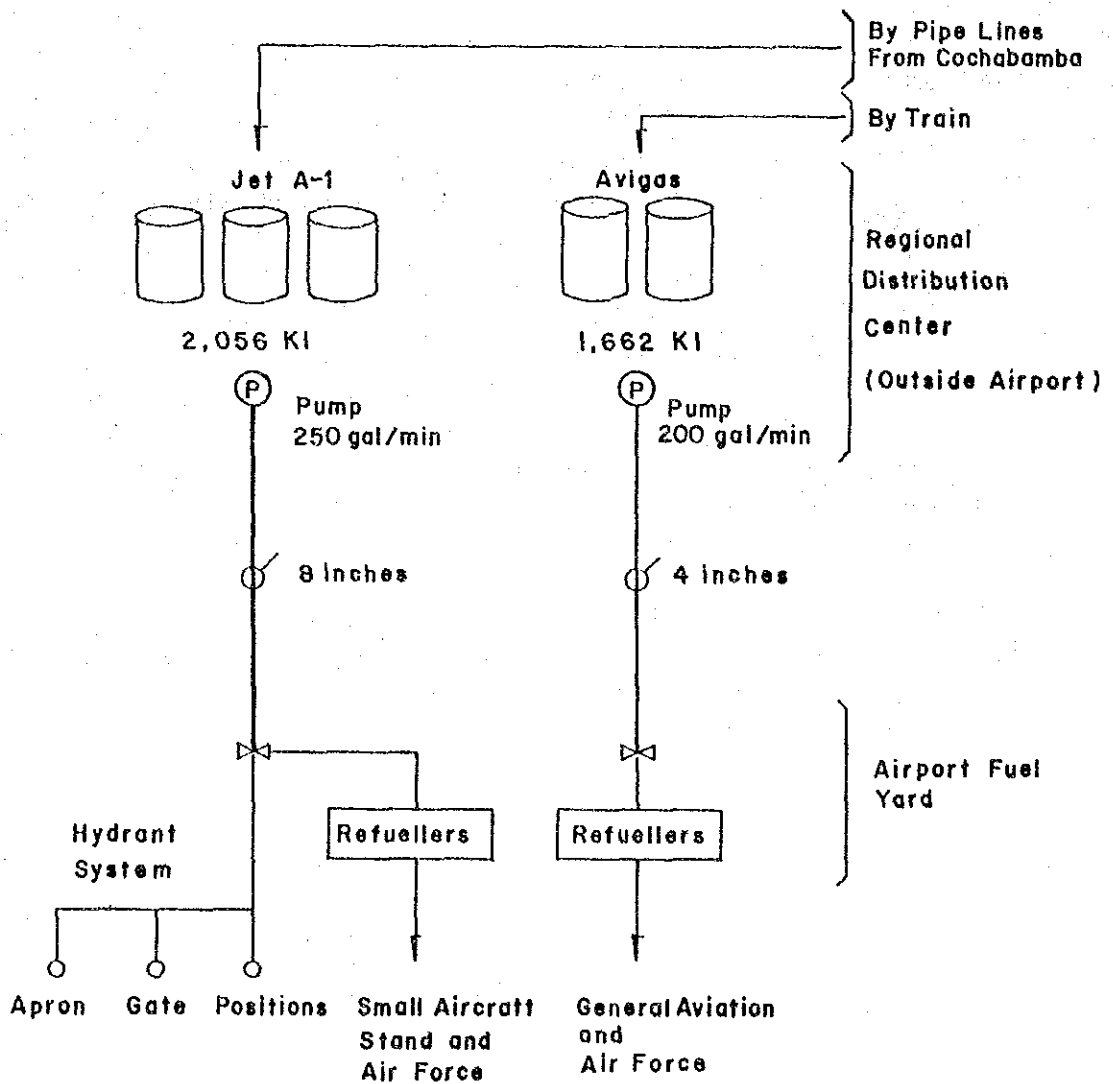 By Pipe Lines
From Cochabamba
By Train
Jet A-1
Avigas
Regional
Distribution
Center
(Outside Airport)
2,056 Kl
1,662 Kl
P
P
Pump
250 gal/min
Pump
200 gal/min
8 inches
4 inches
Airport Fuel
Yard
Hydrant
System
Refuellers
Refuellers
Apron
Gate
Positions
Small Aircraft
Stand and
Air Force
General Aviation
and
Air Force